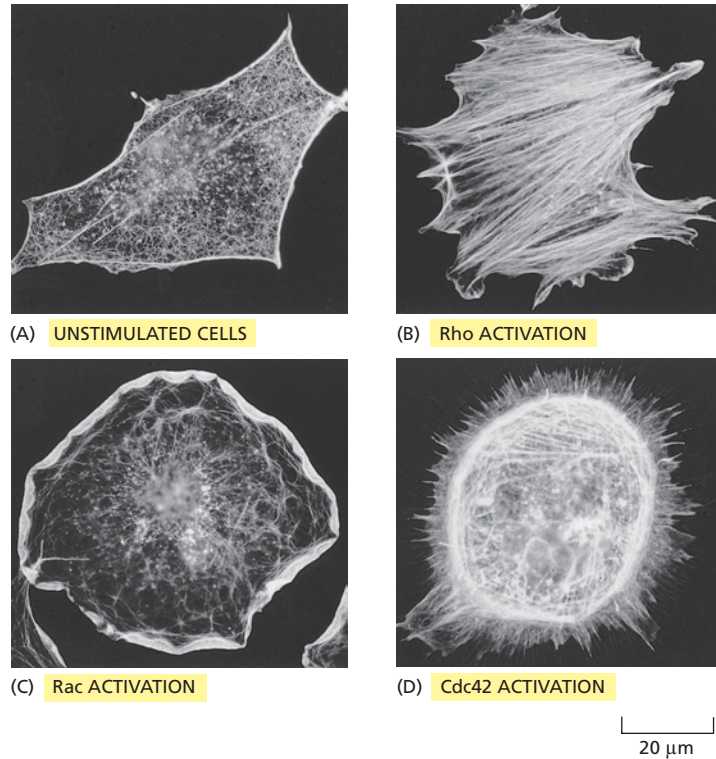 (A) UNSTIMULATED CELLS
(B) Rho ACTIVATION
(C) Rac ACTIVATION
(D) Cdc42 ACTIVATION
20 μm